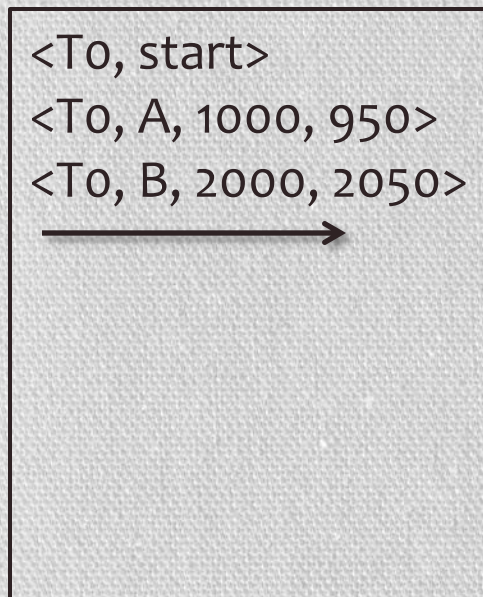 <T0, start>
<T0, A, 1000, 950>
<T0, B, 2000, 2050>